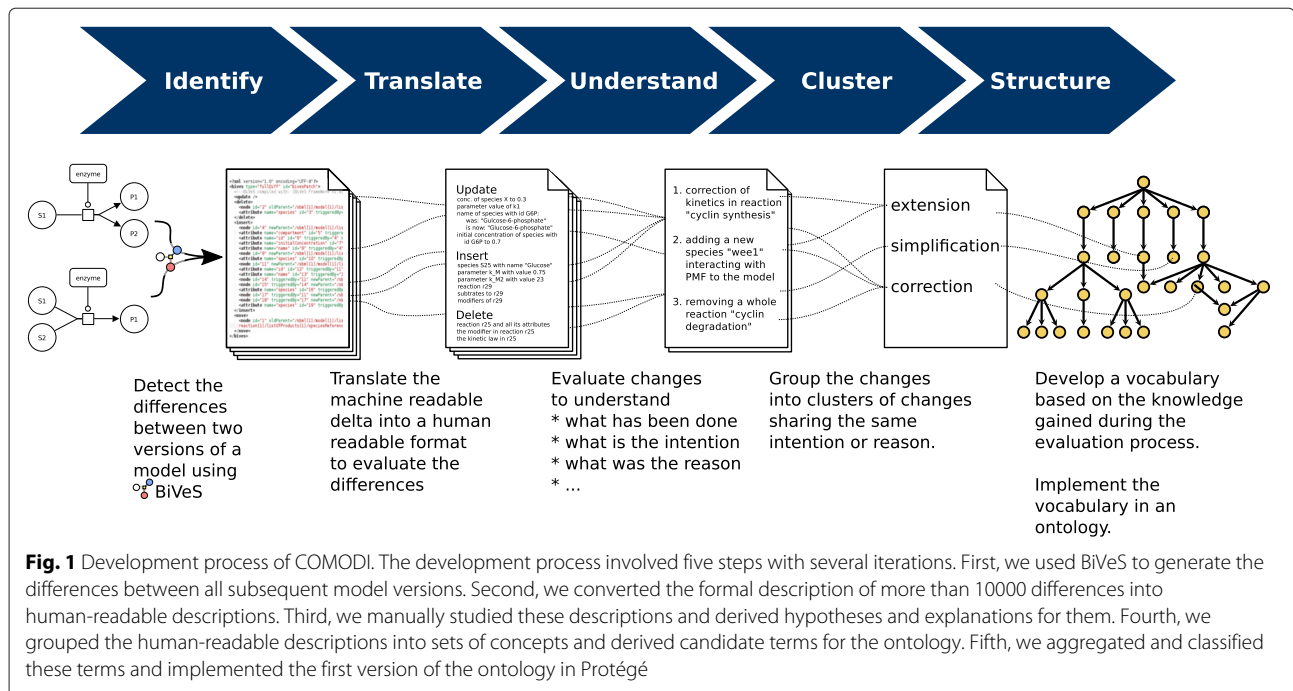 Identify
Translate
Understand
Cluster
Structure
enzyme
S1
P1
P2
enzyme
S1
S2
P1
Update
conc. of species X to 0.3
parameter value of k1
name of species with id G6P:
was: "Gulcose-6-phosphate"
is now: "Glucose-6-phosphate"
initial concentration of species with
id G6P to 0.7
Insert
species S25 with name "Glucose"
parameter k_M with value 0.75
parameter k_M2 with value 23
reaction r29
subtrates to r29
modifiers of r29
Delete
reaction r25 and all its attributes
the modifier in reaction r25
the kinetic law in r25
1. correction of
kinetics in reaction
"cyclin synthesis"
2. adding a new
species "wee1"
interacting with
PMF to the model
3. removing a whole
reaction "cyclin
degradation"
extension
simplification
correction
Detect the
differences
between two
versions of a
model using
BiVeS
Translate the
machine readable
delta into a human
readable format
to evaluate the
differences
Evaluate changes
to understand
* what has been done
* what is the intention
* what was the reason
* ...
Group the changes
into clusters of changes
sharing the same
intention or reason.
Develop a vocabulary
based on the knowledge
gained during the
evaluation process.
Implement the
vocabulary in an
ontology.
Fig. 1 Development process of COMODI. The development process involved five steps with several iterations. First, we used BiVeS to generate the
differences between all subsequent model versions. Second, we converted the formal description of more than 10000 differences into
human-readable descriptions. Third, we manually studied these descriptions and derived hypotheses and explanations for them. Fourth, we
grouped the human-readable descriptions into sets of concepts and derived candidate terms for the ontology. Fifth, we aggregated and classified
these terms and implemented the first version of the ontology in Protégé